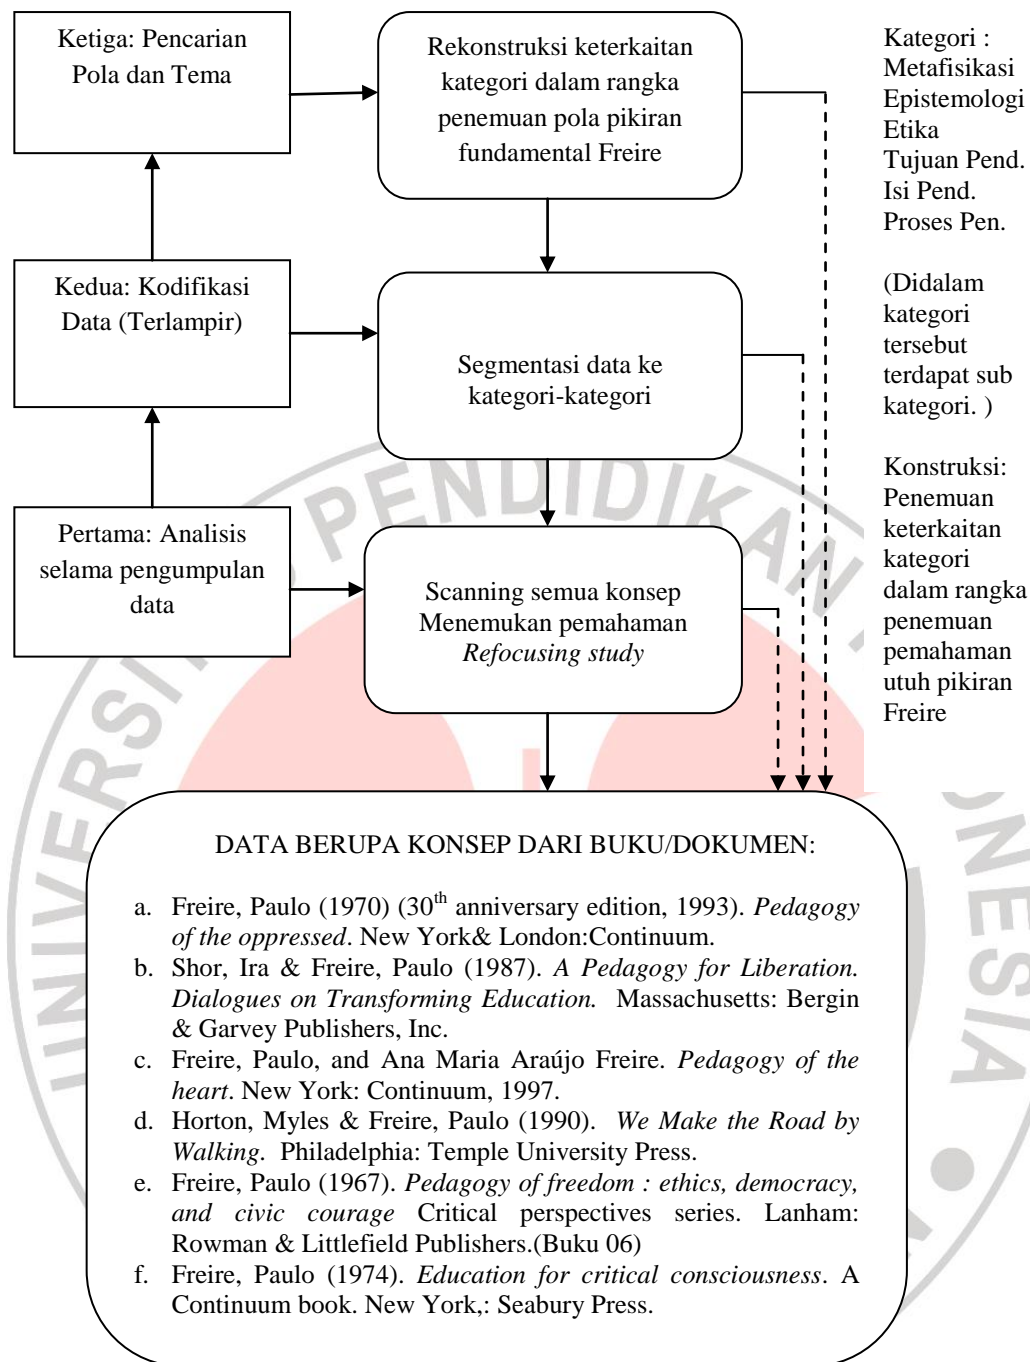 Ketiga: Pencarian
Pola dan Tema
Rekonstruksi keterkaitan
kategori dalam rangka
penemuan pola pikiran
fundamental Freire
Kategori :
Metafisikasi
Epistemologi
Etika
Tujuan Pend.
Isi Pend.
Proses Pen.
(Didalam
kategori
tersebut
terdapat sub
kategori. )
Konstruksi:
Penemuan
keterkaitan
kategori
dalam rangka
penemuan
pemahaman
utuh pikiran
Freire
Kedua: Kodifikasi
Data (Terlampir)
Segmentasi data ke
kategori-kategori
Pertama: Analisis
selama pengumpulan
data
Scanning semua konsep
Menemukan pemahaman
Refocusing study
DATA BERUPA KONSEP DARI BUKU/DOKUMEN:
a. Freire, Paulo (1970) (30th anniversary edition, 1993). Pedagogy
of the oppressed. New York& London:Continuum.
b. Shor, Ira & Freire, Paulo (1987). A Pedagogy for Liberation.
Dialogues on Transforming Education. Massachusetts: Bergin
& Garvey Publishers, Inc.
c. Freire, Paulo, and Ana Maria Araújo Freire. Pedagogy of the
heart. New York: Continuum, 1997.
d. Horton, Myles & Freire, Paulo (1990). We Make the Road by
Walking. Philadelphia: Temple University Press.
e. Freire, Paulo (1967). Pedagogy of freedom : ethics, democracy,
and civic courage Critical perspectives series. Lanham:
Rowman & Littlefield Publishers.(Buku 06)
f. Freire, Paulo (1974). Education for critical consciousness. A
Continuum book. New York,: Seabury Press.
PENDIDIKAN